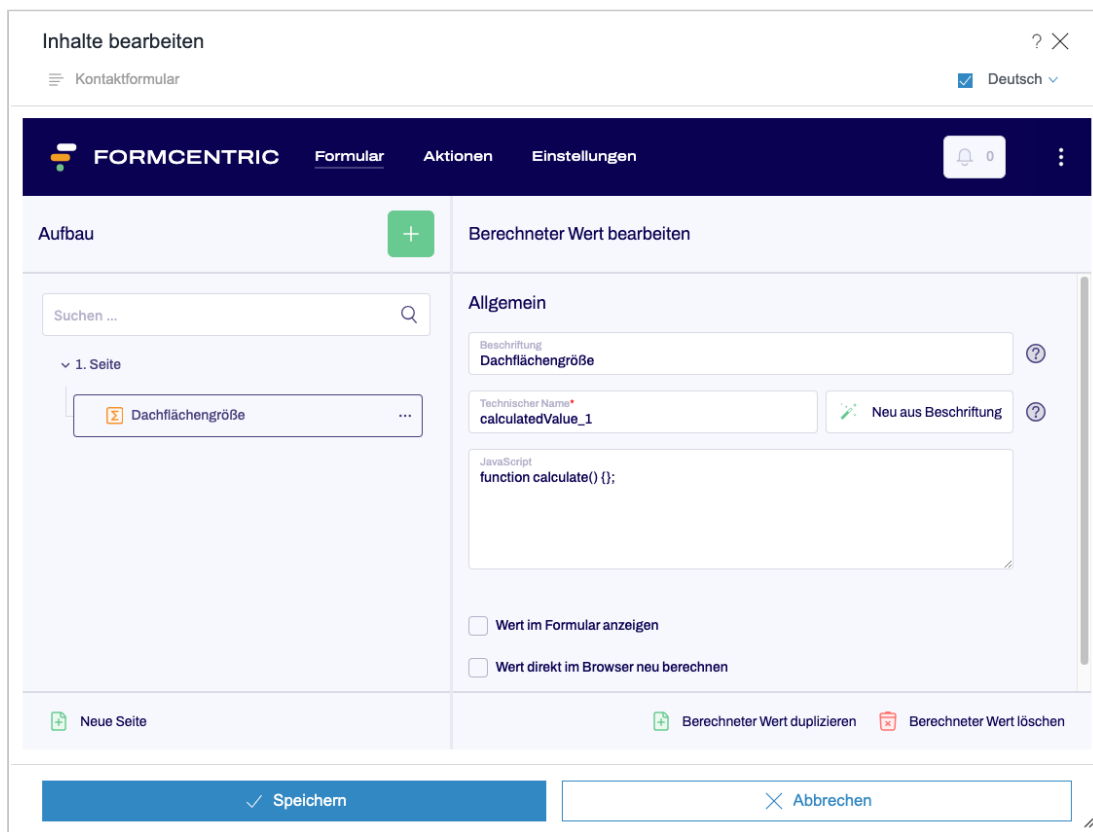 Inhalte bearbeiten
?
Kontaktformular
Deutsch
FORMCENTRIC Formular Aktionen Einstellungen 0
Aufbau
+
Berechneter Wert bearbeiten
Suchen ...
1. Seite
Dachflächengröße ...
Allgemein
Beschriftung
Dachflächengröße
?
Technischer Name*
calculatedValue_1
Neu aus Beschriftung
?
JavaScript
function calculate() {};
Wert im Formular anzeigen
Wert direkt im Browser neu berechnen
Neue Seite
Berechneter Wert duplizieren
Berechneter Wert löschen
Speichern
Abbrechen